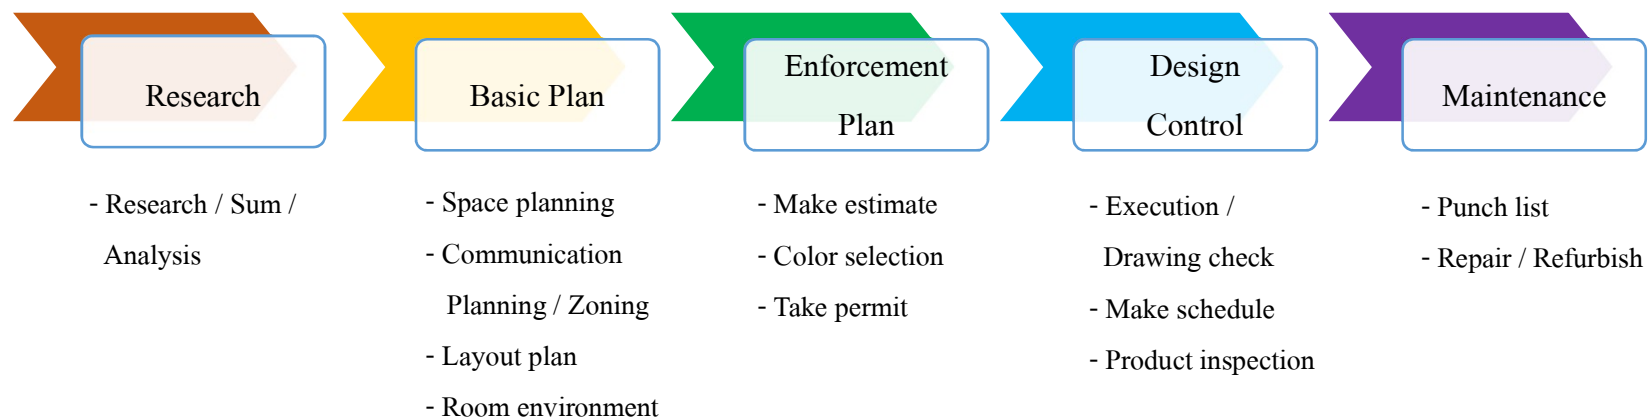 Research
Basic Plan
Enforcement
Plan
Design
Control
Maintenance
- Research / Sum /
Analysis
- Space planning
- Communication
Planning / Zoning
- Layout plan
- Room environment
- Make estimate
- Color selection
- Take permit
- Execution /
Drawing check
- Make schedule
- Product inspection
- Punch list
- Repair / Refurbish